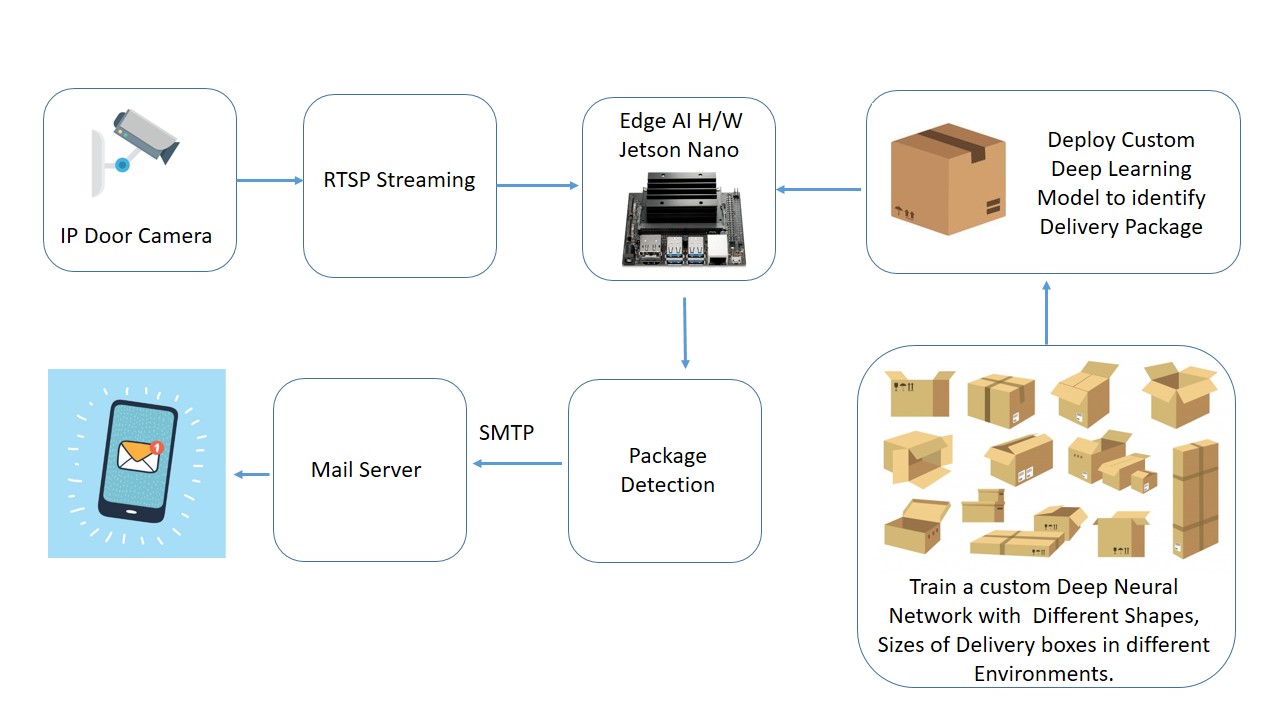 IP Door Camera
RTSP Streaming
Edge AI H/W
Jetson Nano
Deploy Custom
Deep Learning
Model to identify
Delivery Package
1
Mail Server
SMTP
Package
Detection
Train a custom Deep Neural
Network with  Different Shapes,
Sizes of Delivery boxes in different
Environments.